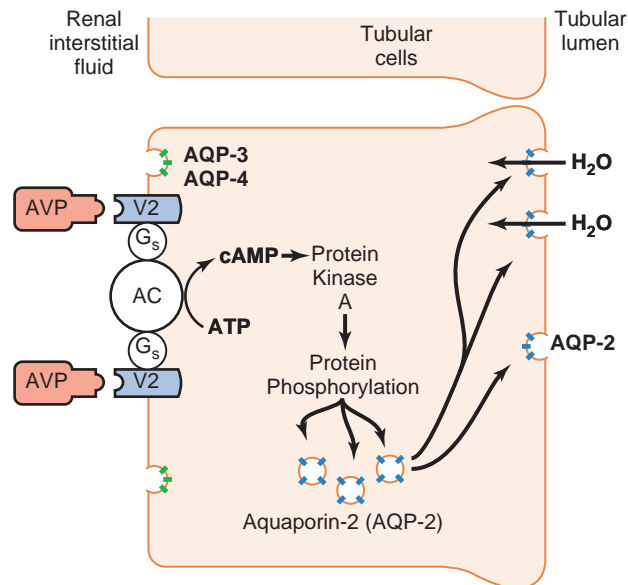 Renal
interstitial
fluid
Tubular
cells
Tubular
lumen
AQP-3
AQP-4
H₂O
AVP
V2
Gₛ
H₂O
cAMP
Protein
Kinase
A
AC
ATP
Gₛ
AQP-2
Protein
Phosphorylation
AVP
V2
Aquaporin-2 (AQP-2)